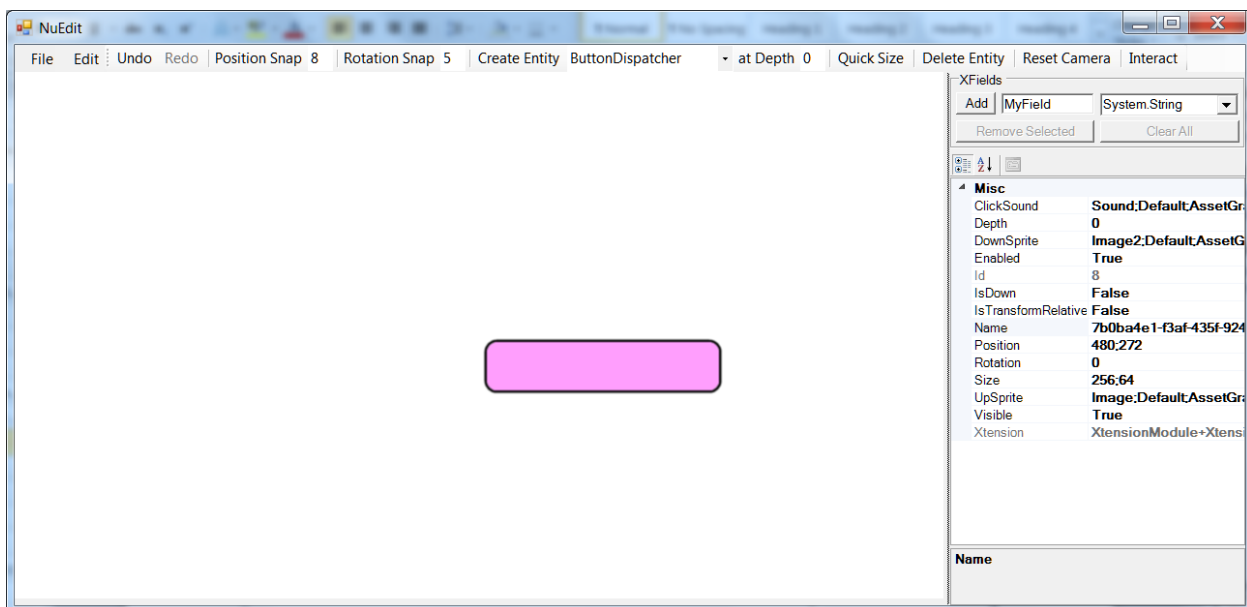 NuEdit
File Edit Undo Redo Position Snap 8 Rotation Snap 5 Create Entity ButtonDispatcher at Depth 0 Quick Size Delete Entity Reset Camera Interact
XFields
Add MyField System.String
Remove Selected Clear All
Misc
ClickSound Sound;Default;AssetGra
Depth 0
DownSprite Image2;Default;AssetG
Enabled True
Id 8
IsDown False
IsTransformRelative False
Name 7b0ba4e1-f3af-435f-924
Position 480;272
Rotation 0
Size 256;64
UpSprite Image;Default;AssetGra
Visible True
Xtension XtensionModule+Xtensi
Name